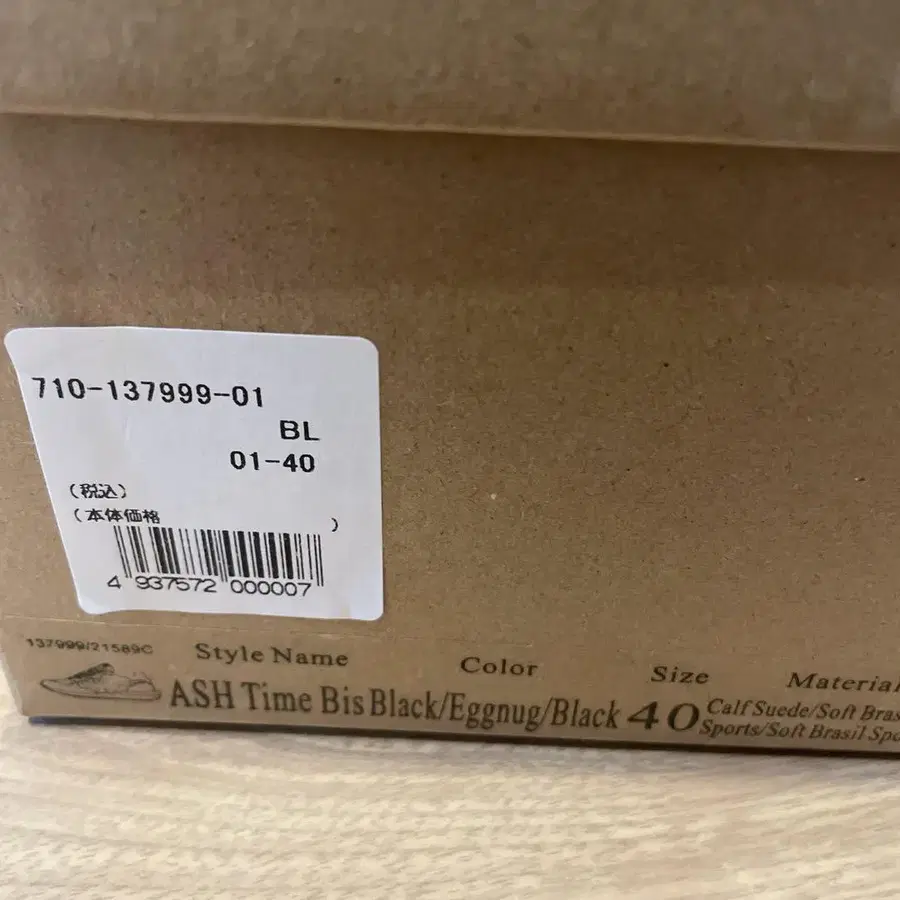 710-137999-01
BL
01-40
(税込)
(本体価格 )
4 937572 000007
137999/21589C
Style Name Color Size Material
ASH Time Bis Black/Eggnug/Black 40 Calf Suede/Soft Bras
Sports/Soft Brasil Spo